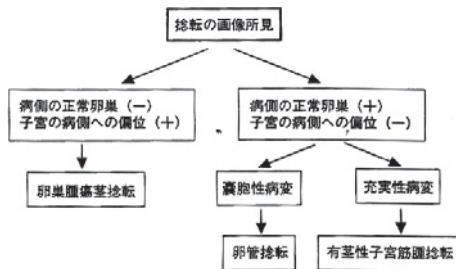 捻転の画像所見
病側の正常卵巣（－）
子宮の病側への偏位（＋）
病側の正常卵巣（＋）
子宮の病側への偏位（－）
卵巣腫瘍茎捻転
嚢胞性病変
充実性病変
卵管捻転
有茎性子宮筋腫捻転